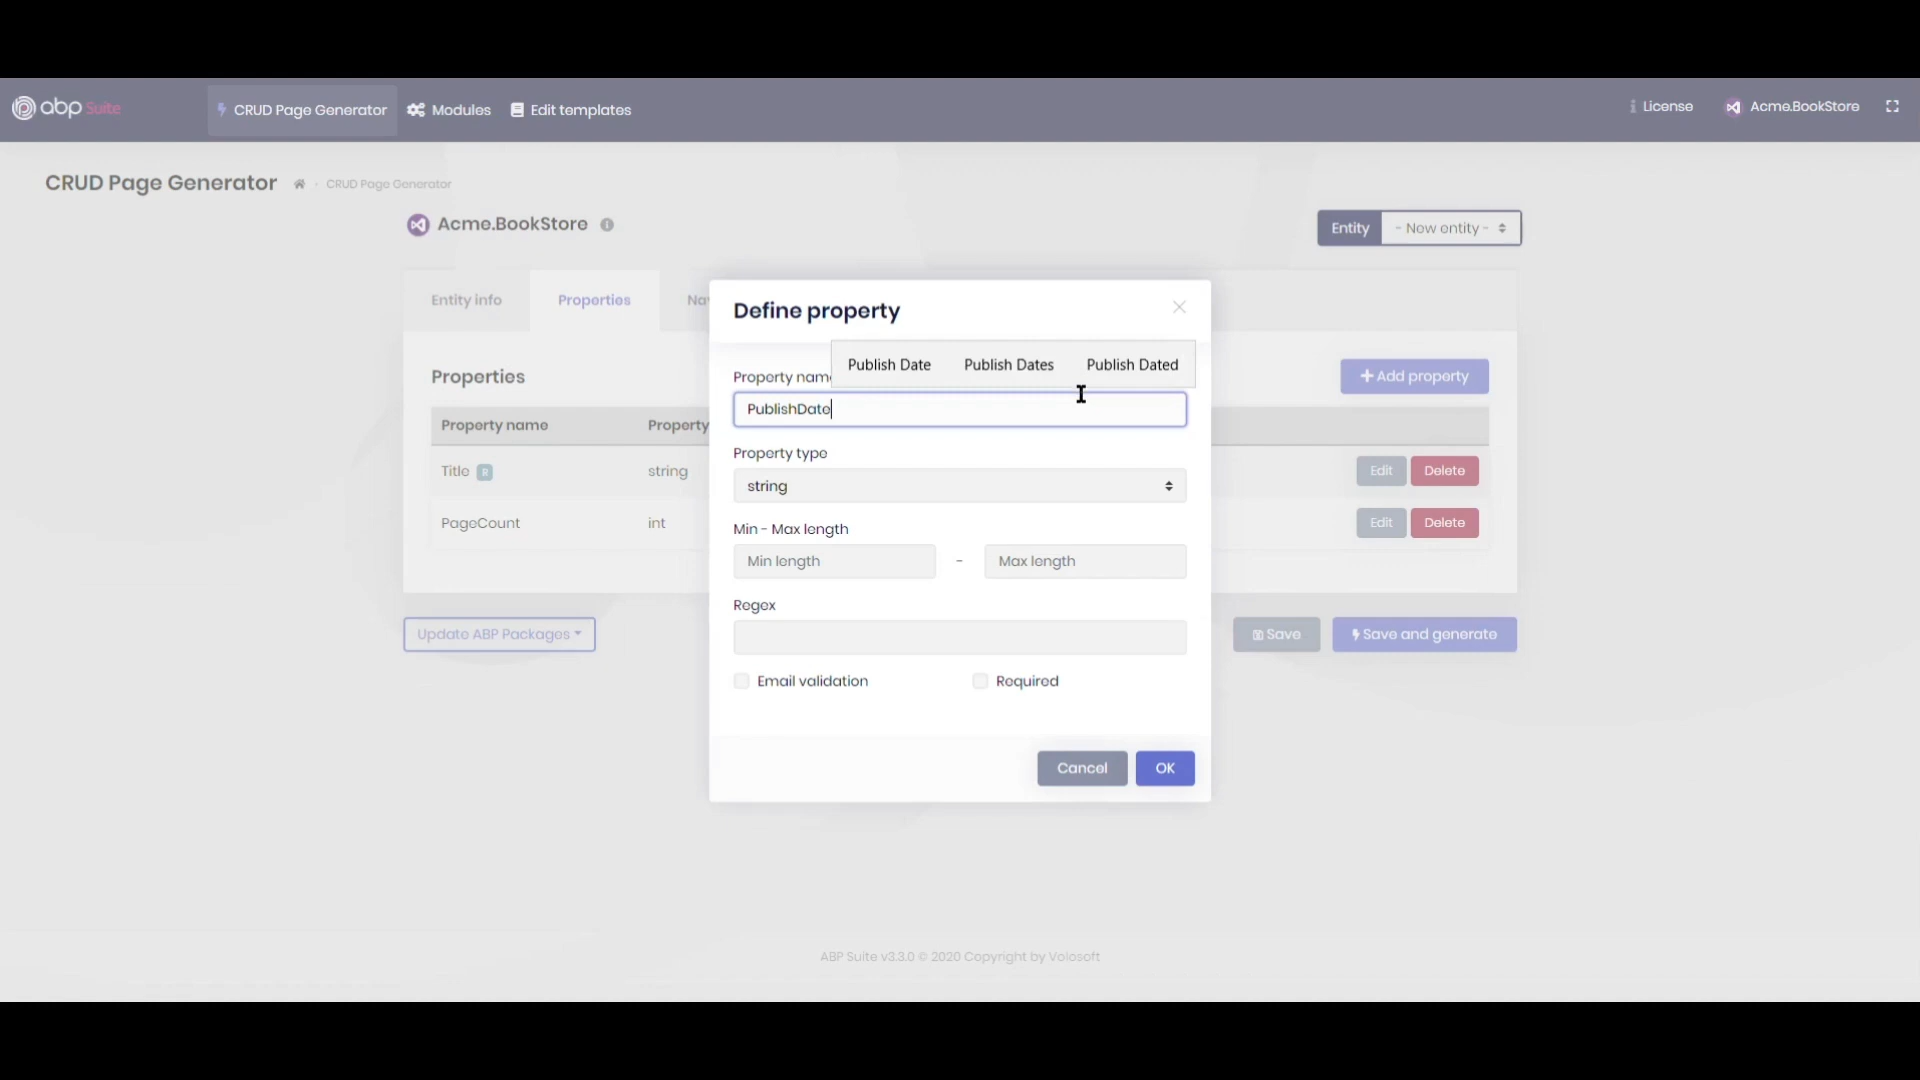 abp Suite
CRUD Page Generator
Modules
Edit templates
License
Acme.BookStore
CRUD Page Generator
CRUD Page Generator
Acme.BookStore
Entity
- New entity -
Entity info
Properties
Define property
Publish Date
Publish Dates
Publish Dated
Properties
Add property
PublishDate
Property name
Property
Property type
Title R
string
string
Edit
Delete
Min - Max length
PageCount
int
Edit
Delete
Min length
-
Max length
Regex
Update ABP Packages
Save
Save and generate
Email validation
Required
Cancel
OK
ABP Suite v3.3.0 © 2020 Copyright by Volosoft